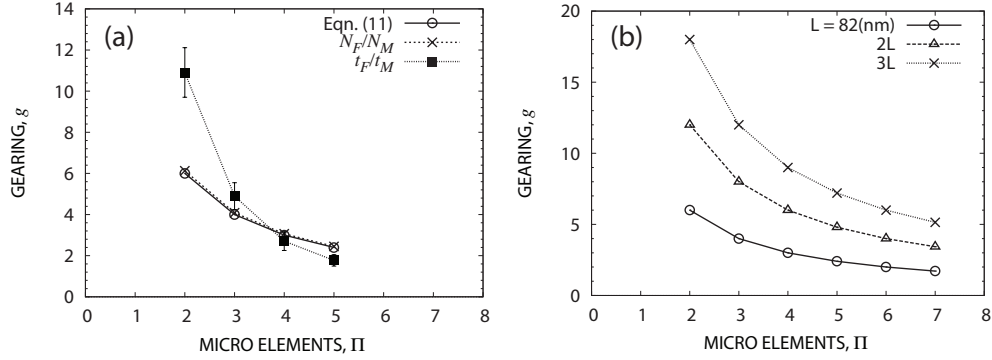 (a)
Eqn. (11)
N_F/N_M
t_F/t_M
14
12
10
8
6
4
2
0
GEARING, g
0 1 2 3 4 5 6 7 8
MICRO ELEMENTS, Π
(b)
L = 82(nm)
2L
3L
20
15
10
5
0
GEARING, g
0 1 2 3 4 5 6 7 8
MICRO ELEMENTS, Π